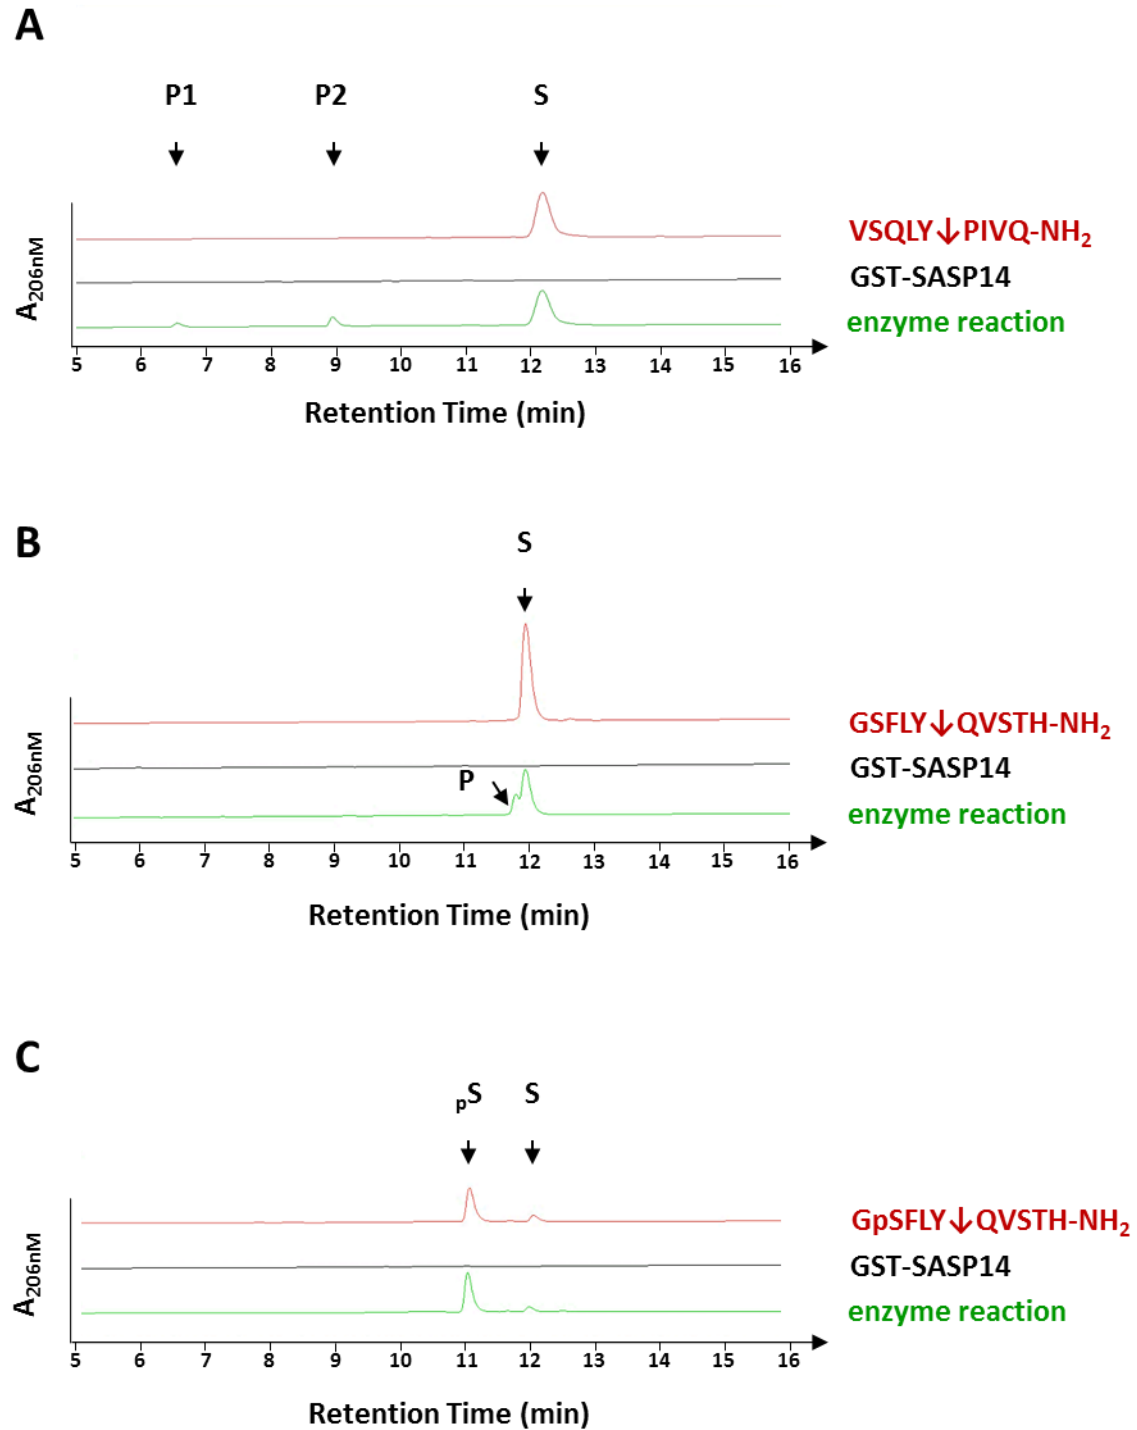 A
P1 P2 S
VSQLY↓PIVQ-NH₂
GST-SASP14
enzyme reaction
A₂₀₆nM
5 6 7 8 9 10 11 12 13 14 15 16
Retention Time (min)
B
S
GSFLY↓QVSTH-NH₂
GST-SASP14
P
enzyme reaction
A₂₀₆nM
5 6 7 8 9 10 11 12 13 14 15 16
Retention Time (min)
C
ₚS S
GpSFLY↓QVSTH-NH₂
GST-SASP14
enzyme reaction
A₂₀₆nM
5 6 7 8 9 10 11 12 13 14 15 16
Retention Time (min)